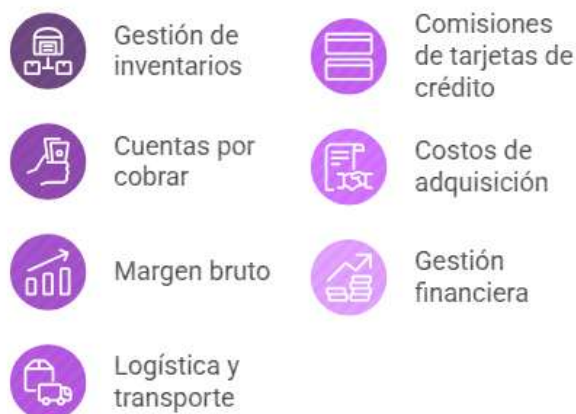 Gestión de
inventarios
Cuentas por
cobrar
Margen bruto
Logística y
transporte
Comisiones
de tarjetas de
crédito
Costos de
adquisición
Gestión
financiera